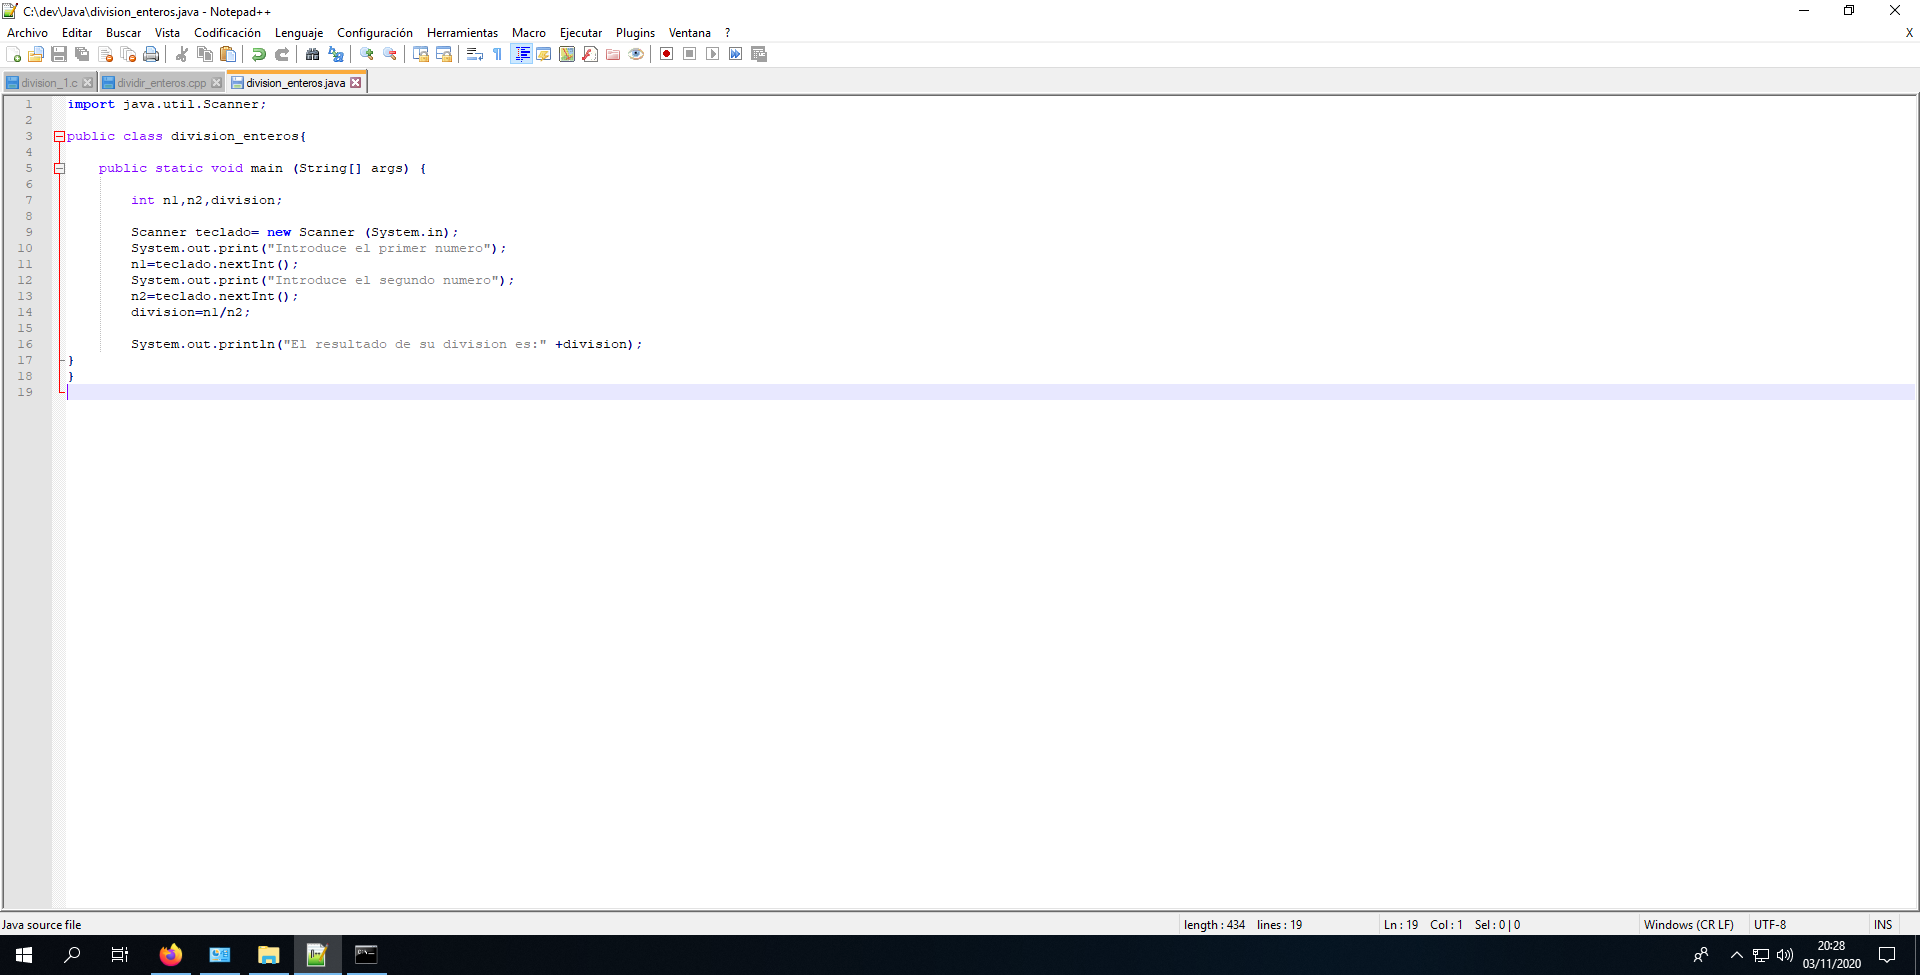 C:\dev\Java\division_enteros.java - Notepad++
Archivo Editar Buscar Vista Codificación Lenguaje Configuración Herramientas Macro Ejecutar Plugins Ventana ? X
division_1.c dividir_enteros.cpp division_enteros.java
1 import java.util.Scanner;
2
3 public class division_enteros{
4
5 public static void main (String[] args) {
6
7 int n1,n2,division;
8
9 Scanner teclado= new Scanner (System.in);
10 System.out.print("Introduce el primer numero");
11 n1=teclado.nextInt();
12 System.out.print("Introduce el segundo numero");
13 n2=teclado.nextInt();
14 division=n1/n2;
15
16 System.out.println("El resultado de su division es:" +division);
17 }
18 }
19
Java source file length : 434 lines : 19 Ln : 19 Col : 1 Sel : 0 | 0 Windows (CR LF) UTF-8 INS
20:28
03/11/2020